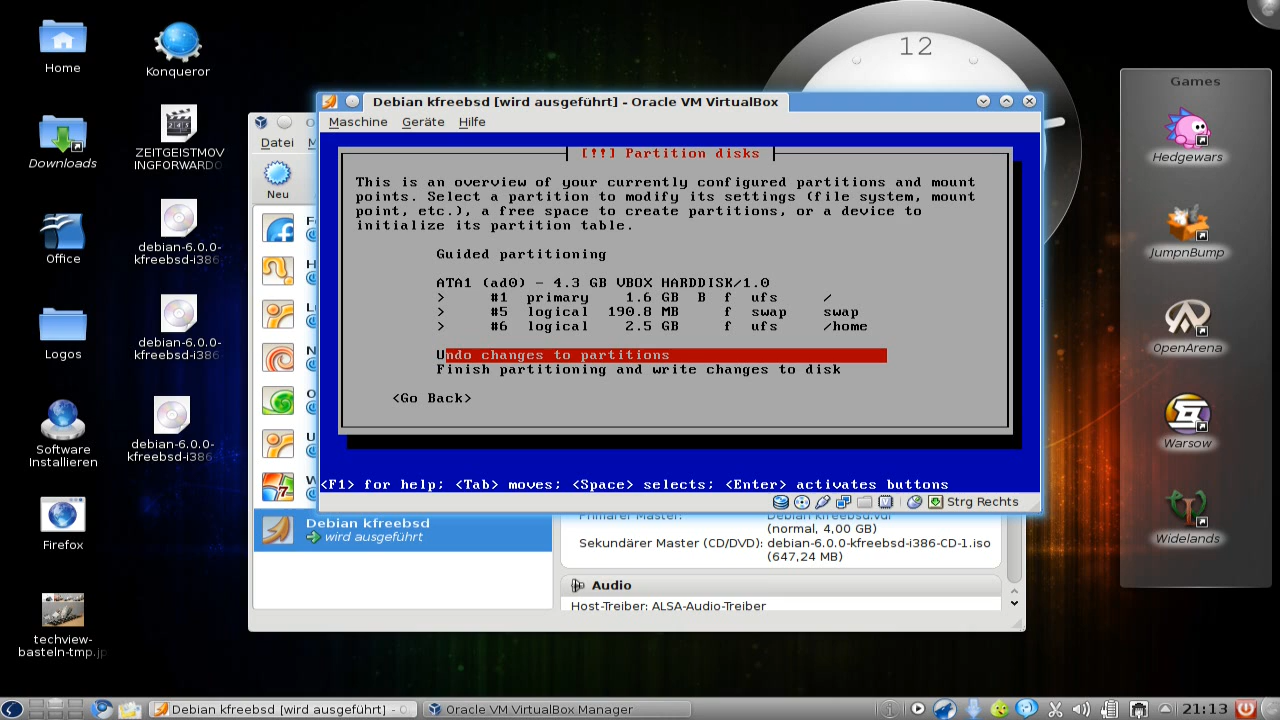 Home
Konqueror
Downloads
ZEITGEISTMOV
INGFORWARD
Office
debian-6.0.0-
kfreebsd-i386
Logos
debian-6.0.0-
kfreebsd-i386-
Software
Installieren
debian-6.0.0-
kfreebsd-i386-
Firefox
techview-
basteln-tmp.jp
12
Games
Hedgewars
JumpnBump
OpenArena
Warsow
Widelands
Datei
Neu
Debian kfreebsd [wird ausgeführt] - Oracle VM VirtualBox
Maschine Geräte Hilfe
[!!] Partition disks
This is an overview of your currently configured partitions and mount
points. Select a partition to modify its settings (file system, mount
point, etc.), a free space to create partitions, or a device to
initialize its partition table.
Guided partitioning
ATA1 (ad0) - 4.3 GB VBOX HARDDISK/1.0
> #1 primary 1.6 GB B f ufs /
> #5 logical 190.8 MB f swap swap
> #6 logical 2.5 GB f ufs /home
Undo changes to partitions
Finish partitioning and write changes to disk
<Go Back>
<F1> for help; <Tab> moves; <Space> selects; <Enter> activates buttons
Strg Rechts
Debian kfreebsd
wird ausgeführt
Primärer Master: Debian kfreebsd.vdi
(normal, 4,00 GB)
Sekundärer Master (CD/DVD): debian-6.0.0-kfreebsd-i386-CD-1.iso
(647,24 MB)
Audio
Host-Treiber: ALSA-Audio-Treiber
Debian kfreebsd [wird ausgeführt] - O
Oracle VM VirtualBox Manager
21:13